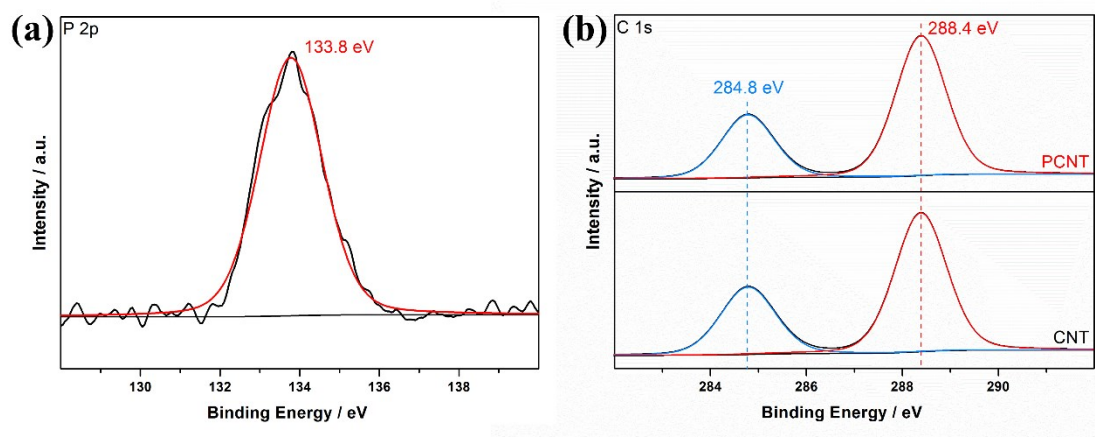 (a)
P 2p
133.8 eV
Intensity / a.u.
130 132 134 136 138
Binding Energy / eV
(b)
C 1s
288.4 eV
284.8 eV
PCNT
CNT
Intensity / a.u.
284 286 288 290
Binding Energy / eV